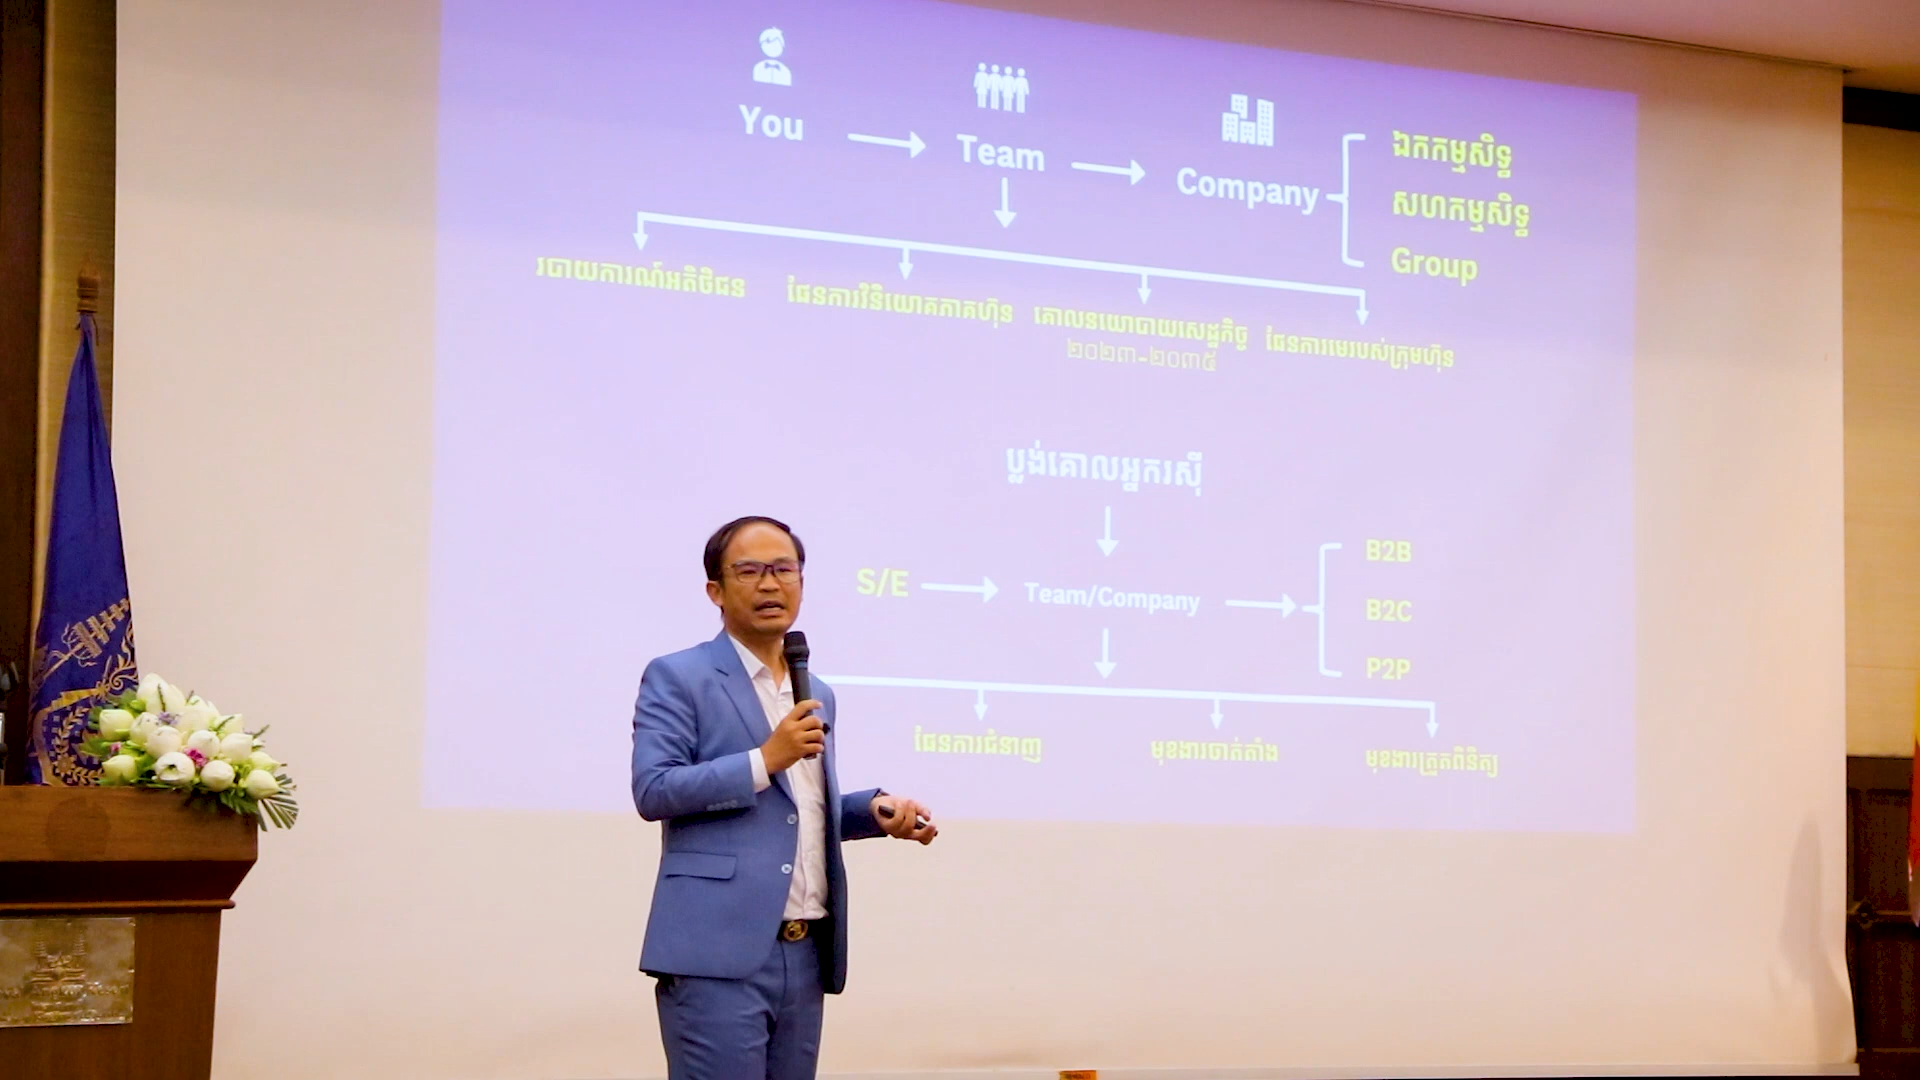 You
Team
Company
ឯកកម្មសិទ្ធ
សហកម្មសិទ្ធ
Group
របាយការណ៍អតិថិជន
ផែនការវិនិយោគភាគហ៊ុន
គោលនយោបាយសេដ្ឋកិច្ច
២០២៣-២០៣៥
ផែនការមេរបស់ក្រុមហ៊ុន
ប្លង់គោលអ្នករស៊ី
S/E
Team/Company
B2B
B2C
P2P
ផែនការជំនាញ
មុខងារចាត់តាំង
មុខងារត្រួតពិនិត្យ